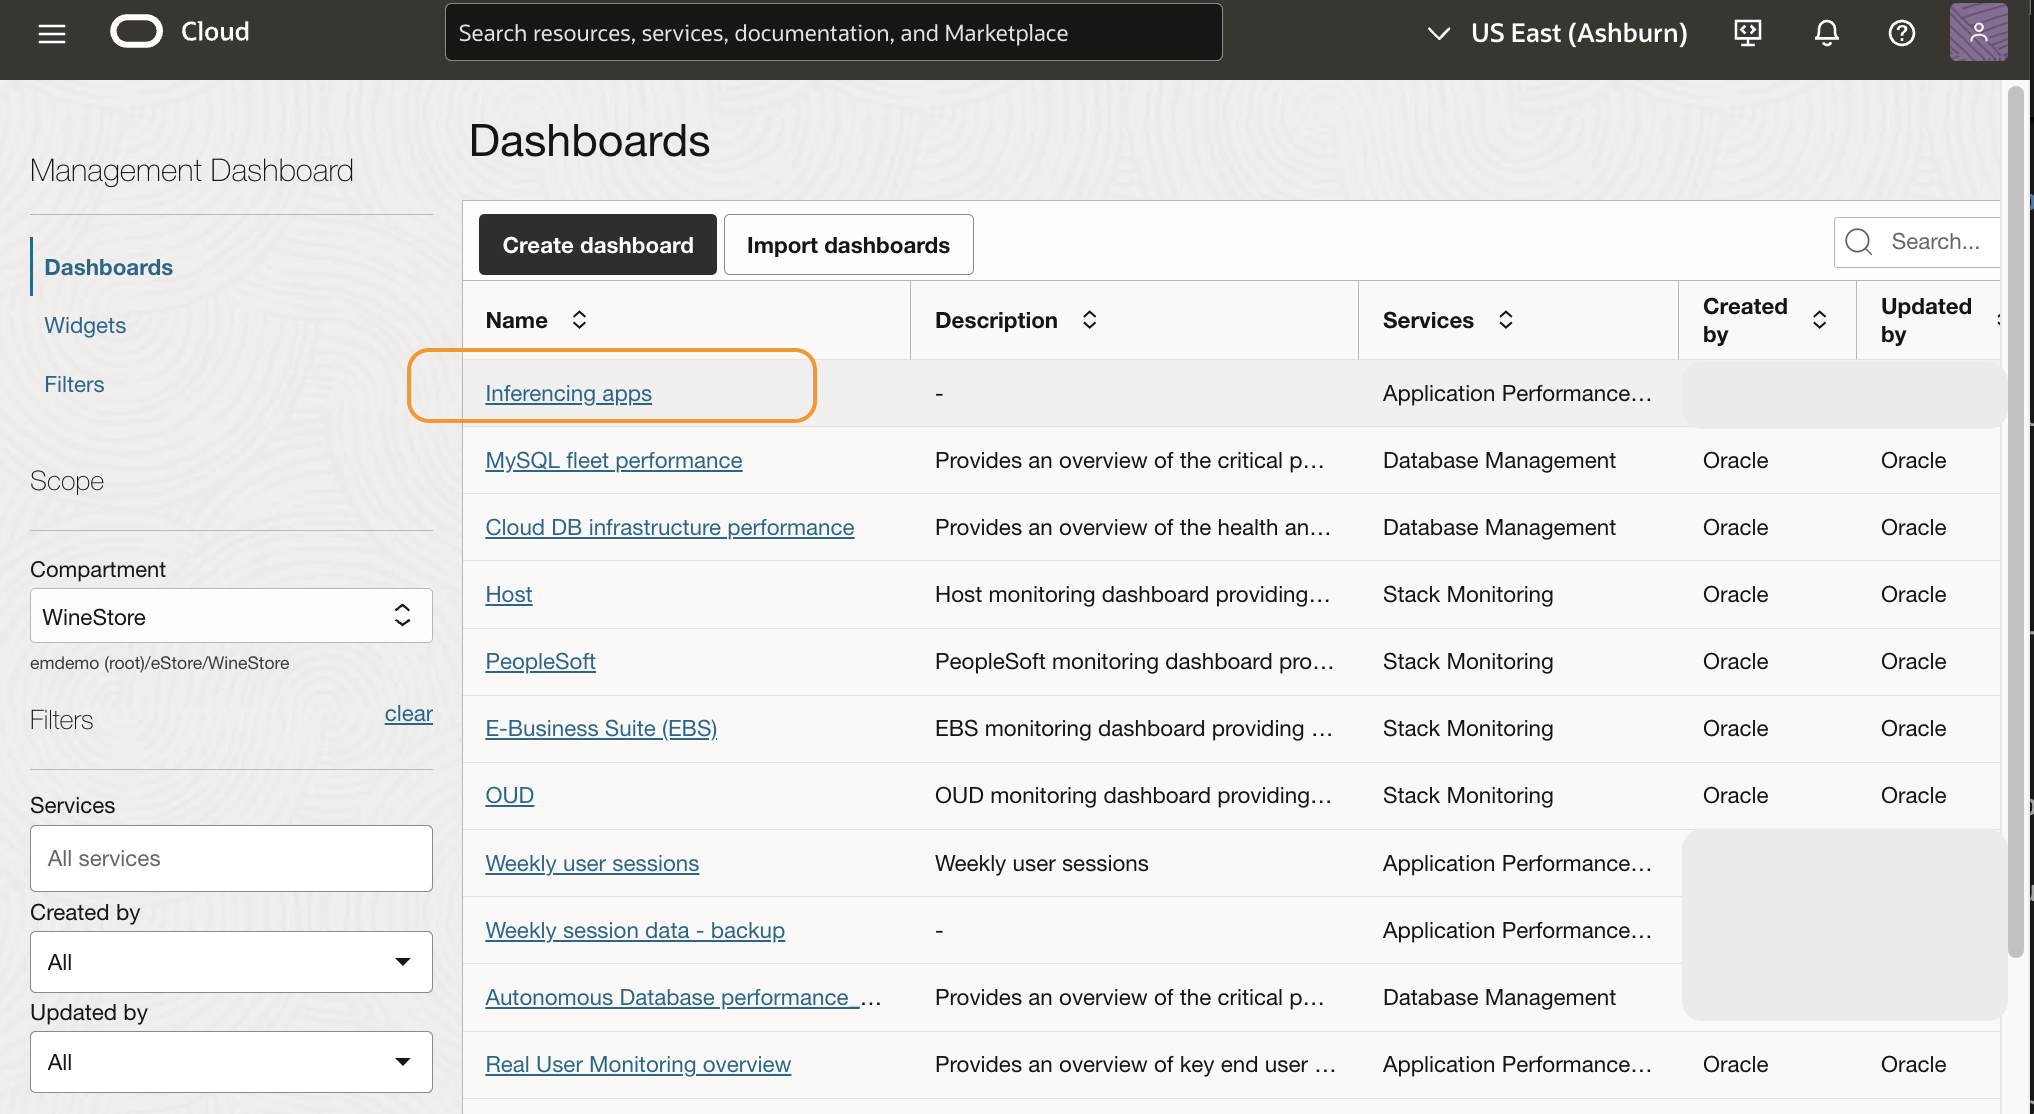 Cloud
Search resources, services, documentation, and Marketplace
US East (Ashburn)
Management Dashboard
Dashboards
Widgets
Filters
Scope
Compartment
WineStore
emdemo (root)/eStore/WineStore
Filters
clear
Services
All services
Created by
All
Updated by
All
Dashboards
Create dashboard
Import dashboards
Search...
Name Description Services Created by Updated by
Inferencing apps - Application Performance...
MySQL fleet performance Provides an overview of the critical p... Database Management Oracle Oracle
Cloud DB infrastructure performance Provides an overview of the health an... Database Management Oracle Oracle
Host Host monitoring dashboard providing... Stack Monitoring Oracle Oracle
PeopleSoft PeopleSoft monitoring dashboard pro... Stack Monitoring Oracle Oracle
E-Business Suite (EBS) EBS monitoring dashboard providing ... Stack Monitoring Oracle Oracle
OUD OUD monitoring dashboard providing... Stack Monitoring Oracle Oracle
Weekly user sessions Weekly user sessions Application Performance...
Weekly session data - backup - Application Performance...
Autonomous Database performance_... Provides an overview of the critical p... Database Management
Real User Monitoring overview Provides an overview of key end user ... Application Performance... Oracle Oracle